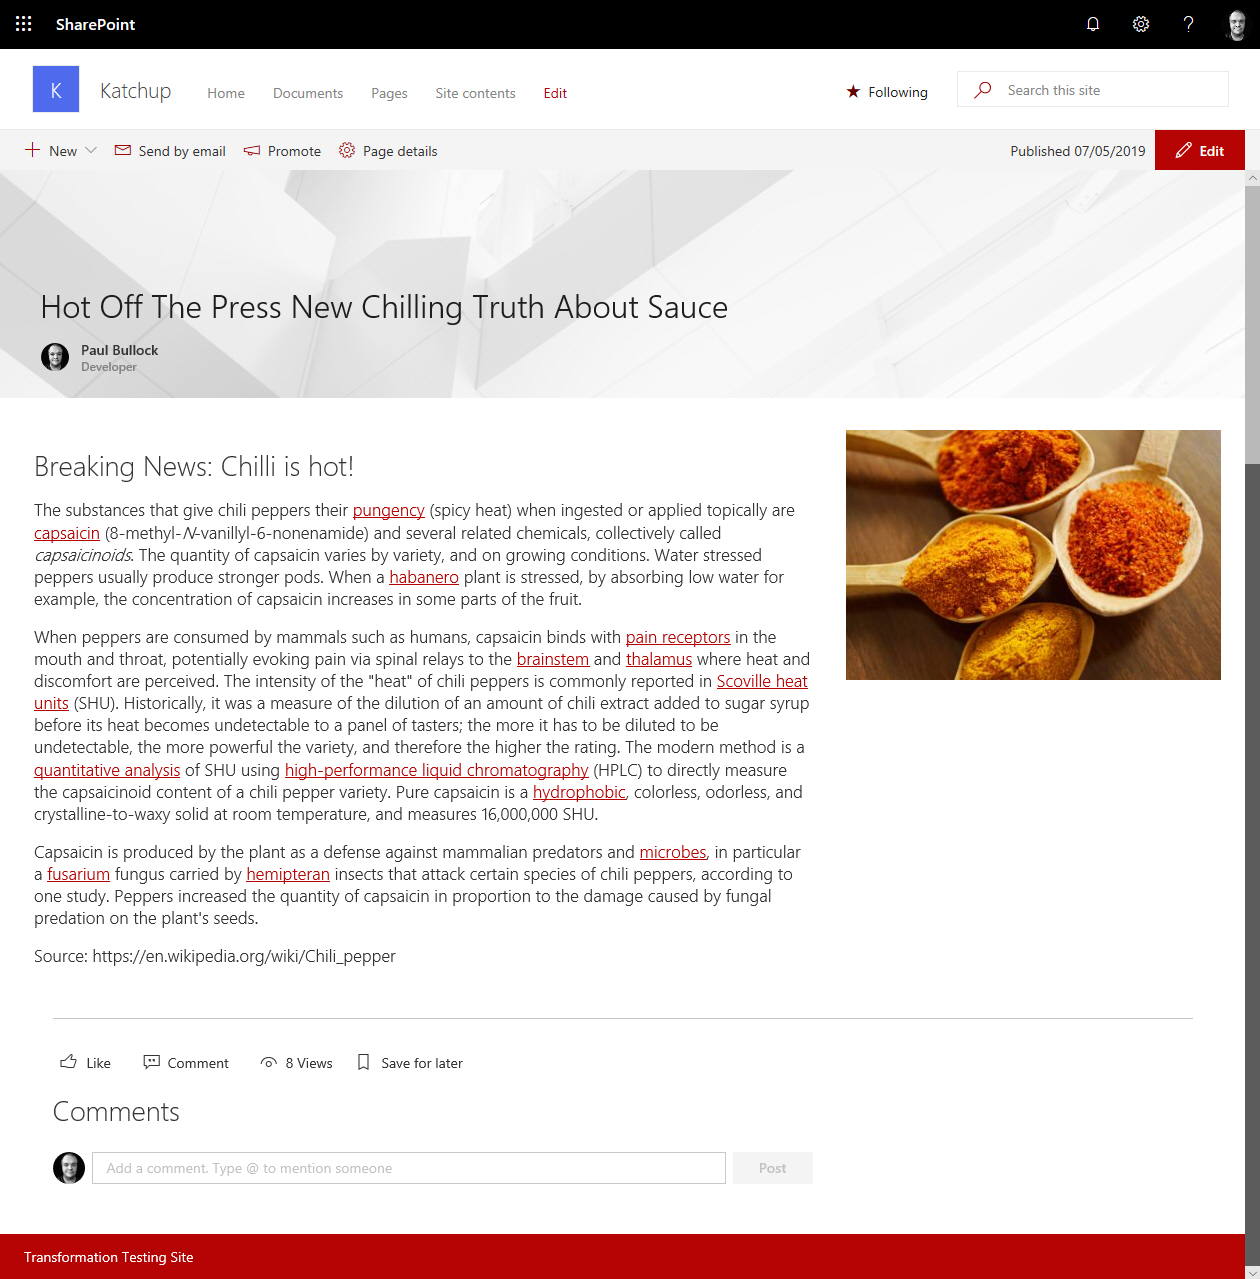 SharePoint
?
K
Katchup
Home
Documents
Pages
Site contents
Edit
Following
Search this site
New
Send by email
Promote
Page details
Published 07/05/2019
Edit
Hot Off The Press New Chilling Truth About Sauce
Paul Bullock
Developer
Breaking News: Chilli is hot!
The substances that give chili peppers their pungency (spicy heat) when ingested or applied topically are
capsaicin (8-methyl-N-vanillyl-6-nonenamide) and several related chemicals, collectively called
capsaicinoids. The quantity of capsaicin varies by variety, and on growing conditions. Water stressed
peppers usually produce stronger pods. When a habanero plant is stressed, by absorbing low water for
example, the concentration of capsaicin increases in some parts of the fruit.
When peppers are consumed by mammals such as humans, capsaicin binds with pain receptors in the
mouth and throat, potentially evoking pain via spinal relays to the brainstem and thalamus where heat and
discomfort are perceived. The intensity of the "heat" of chili peppers is commonly reported in Scoville heat
units (SHU). Historically, it was a measure of the dilution of an amount of chili extract added to sugar syrup
before its heat becomes undetectable to a panel of tasters; the more it has to be diluted to be
undetectable, the more powerful the variety, and therefore the higher the rating. The modern method is a
quantitative analysis of SHU using high-performance liquid chromatography (HPLC) to directly measure
the capsaicinoid content of a chili pepper variety. Pure capsaicin is a hydrophobic, colorless, odorless, and
crystalline-to-waxy solid at room temperature, and measures 16,000,000 SHU.
Capsaicin is produced by the plant as a defense against mammalian predators and microbes, in particular
a fusarium fungus carried by hemipteran insects that attack certain species of chili peppers, according to
one study. Peppers increased the quantity of capsaicin in proportion to the damage caused by fungal
predation on the plant's seeds.
Source: https://en.wikipedia.org/wiki/Chili_pepper
Like
Comment
8 Views
Save for later
Comments
Add a comment. Type @ to mention someone
Post
Transformation Testing Site